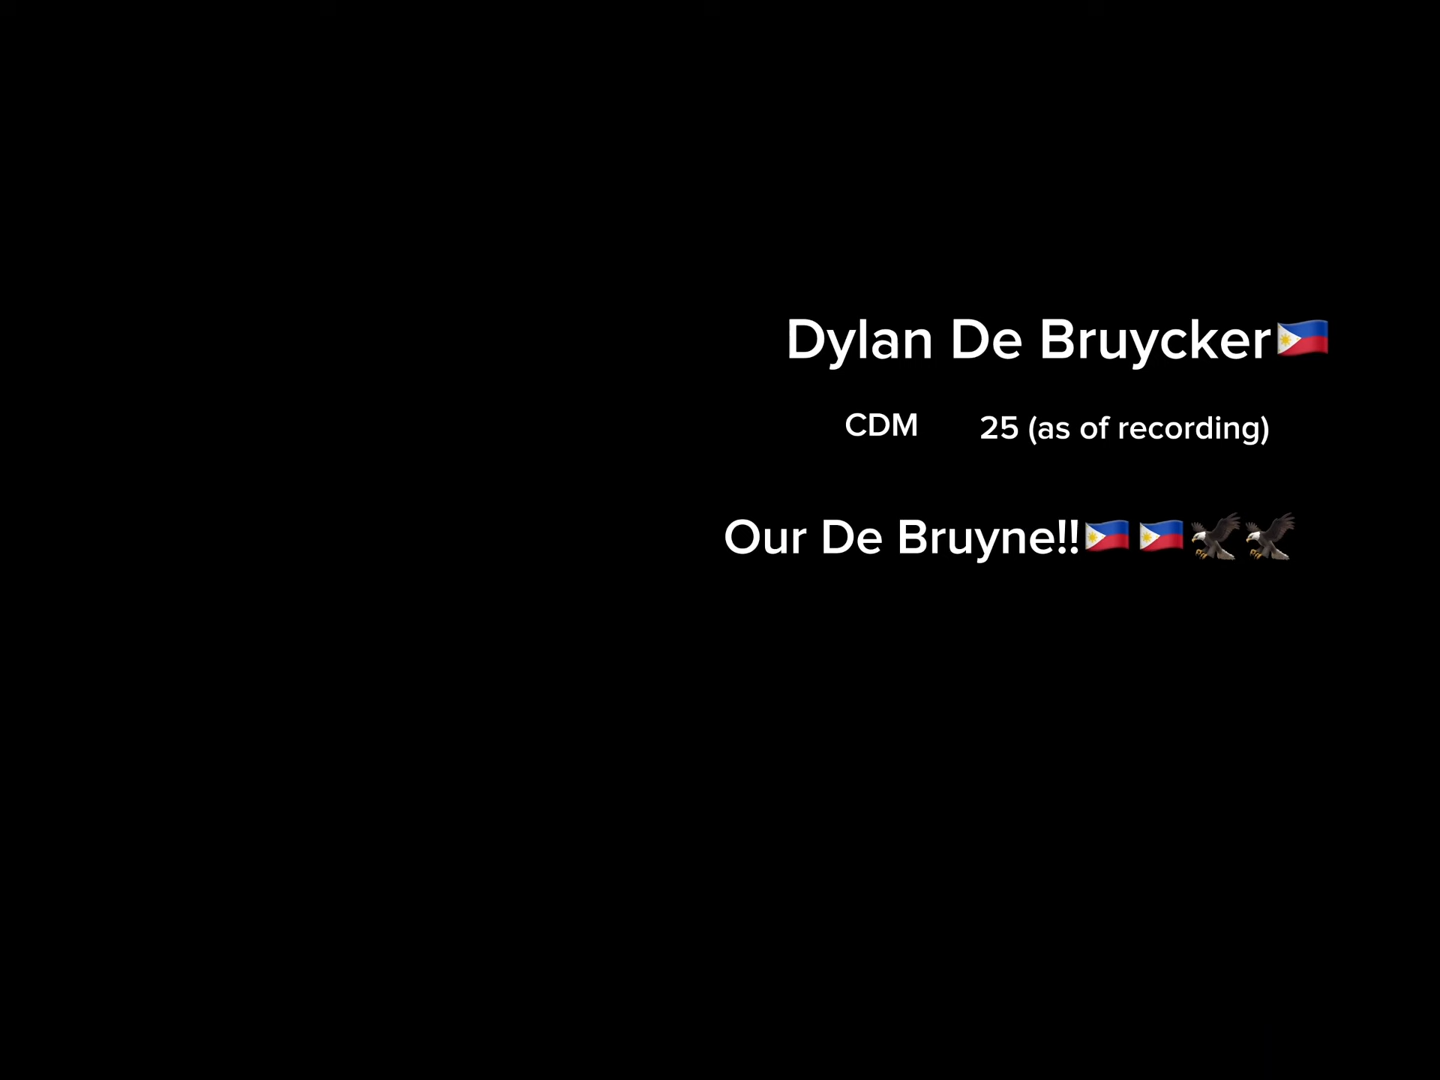 Dylan De Bruycker🇵🇭
CDM 25 (as of recording)
Our De Bruyne!!🇵🇭🇵🇭🦅🦅